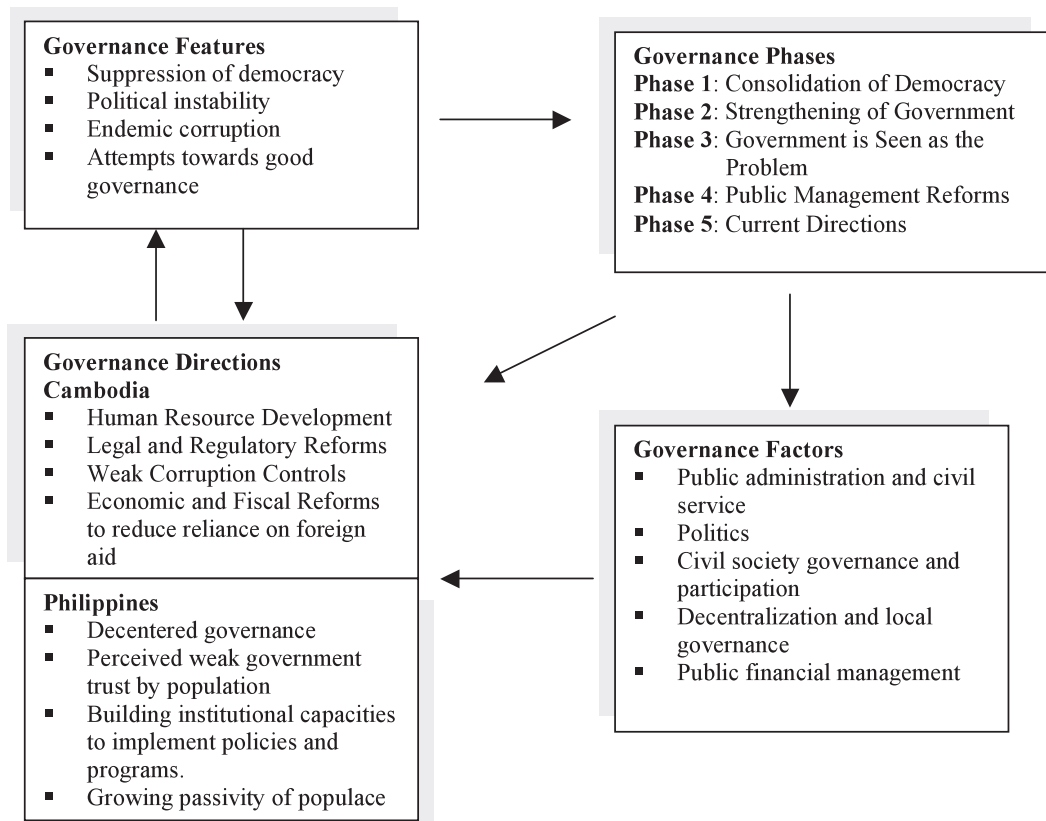 Governance Features
▪ Suppression of democracy
▪ Political instability
▪ Endemic corruption
▪ Attempts towards good
governance
Governance Phases
Phase 1: Consolidation of Democracy
Phase 2: Strengthening of Government
Phase 3: Government is Seen as the
Problem
Phase 4: Public Management Reforms
Phase 5: Current Directions
Governance Directions
Cambodia
▪ Human Resource Development
▪ Legal and Regulatory Reforms
▪ Weak Corruption Controls
▪ Economic and Fiscal Reforms
to reduce reliance on foreign
aid
Philippines
▪ Decentered governance
▪ Perceived weak government
trust by population
▪ Building institutional capacities
to implement policies and
programs.
▪ Growing passivity of populace
Governance Factors
▪ Public administration and civil
service
▪ Politics
▪ Civil society governance and
participation
▪ Decentralization and local
governance
▪ Public financial management